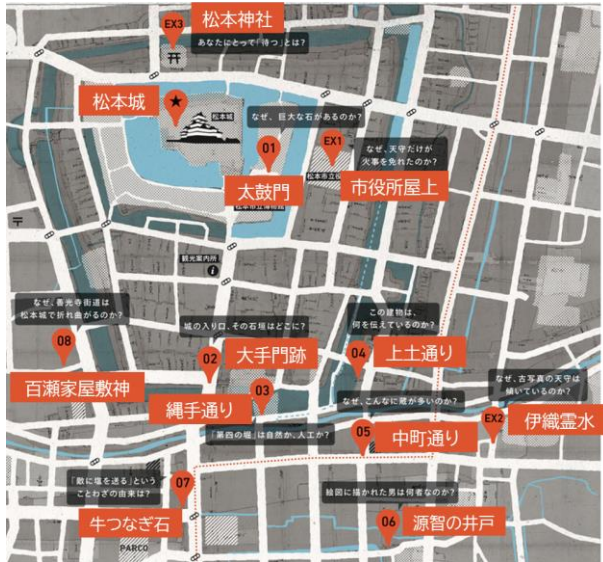 EX3
松本神社
あなたにとって「待つ」とは？
松本城
松本城
なぜ、巨大な石があるのか？
01
太鼓門
EX1
なぜ、天守だけが
火事を免れたのか？
市役所屋上
〒
観光案内所
i
なぜ、善光寺街道は
松本城で折れ曲がるのか？
08
百瀬家屋敷神
城の入り口、その石垣はどこに？
02
大手門跡
縄手通り
03
この建物は、
何を伝えているのか？
04
上土通り
なぜ、こんなに蔵が多いのか？
なぜ、古写真の天守は
傾いているのか？
EX2
伊織霊水
「第四の堀」は自然か、人工か？
05
中町通り
「敵に塩を送る」という
ことわざの由来は？
07
牛つなぎ石
絵図に描かれた男は何者なのか？
06
源智の井戸
PARCO